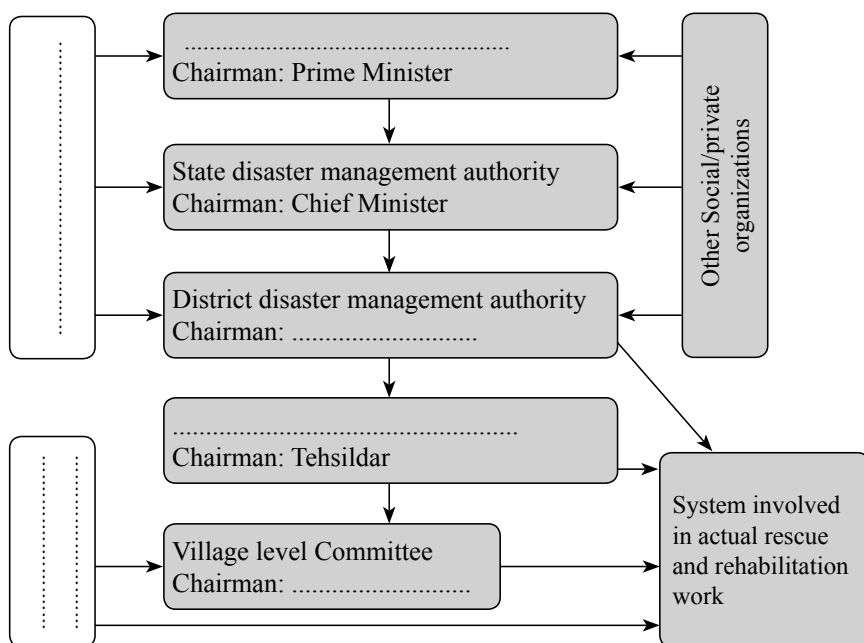 ....................................................
Chairman: Prime Minister
State disaster management authority
Chairman: Chief Minister
District disaster management authority
Chairman: .............................
.......................................................
Chairman: Tehsildar
Village level Committee
Chairman: ............................
Other Social/private
organizations
System involved
in actual rescue
and rehabilitation
work